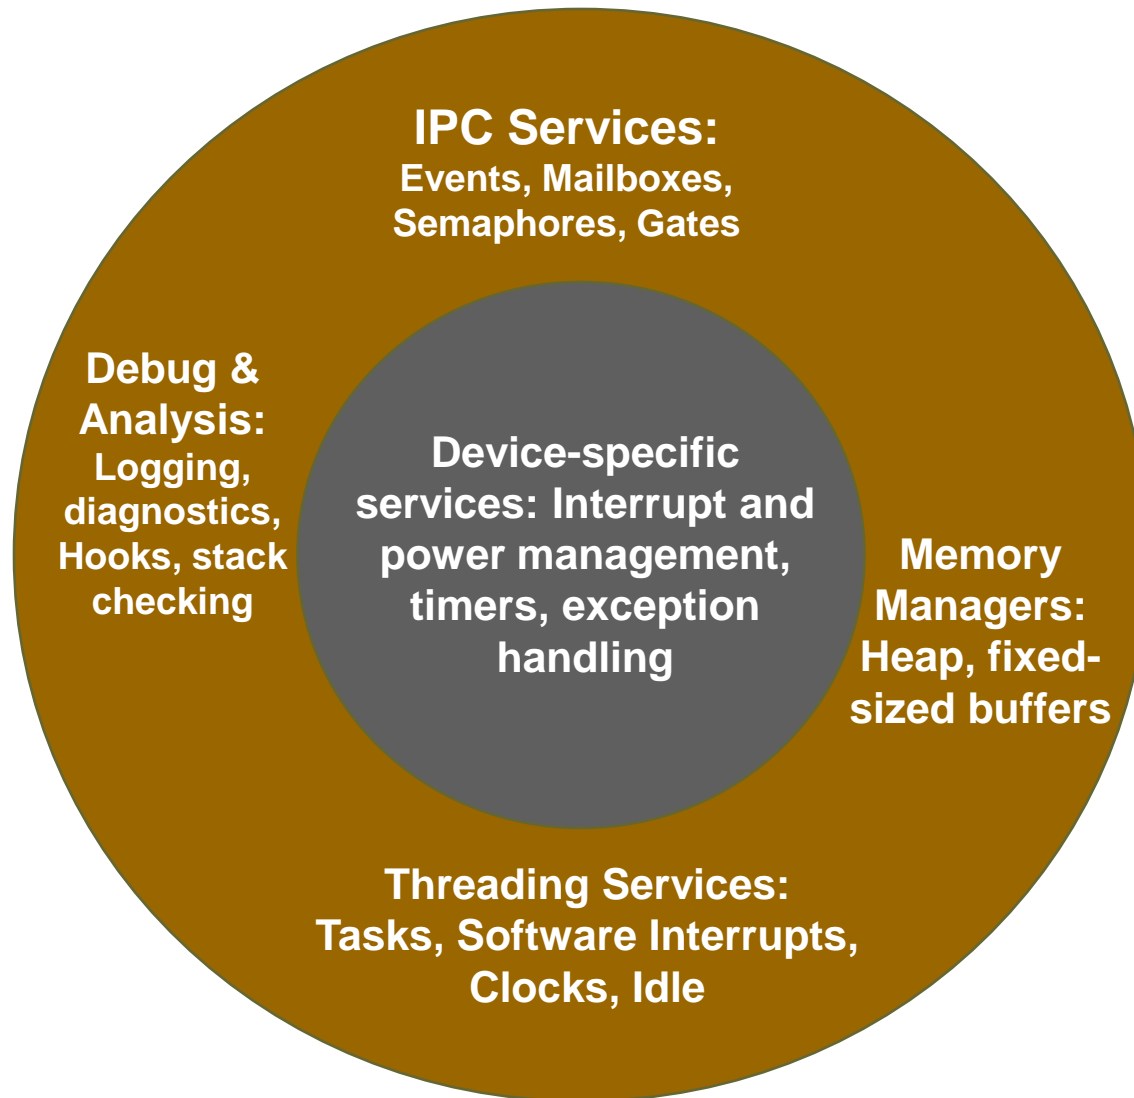 IPC Services:
Events, Mailboxes,
Semaphores, Gates
Debug &
Analysis:
Logging,
diagnostics,
Hooks, stack
checking
Device-specific
services: Interrupt and
power management,
timers, exception
handling
Memory
Managers:
Heap, fixed-
sized buffers
Threading Services:
Tasks, Software Interrupts,
Clocks, Idle